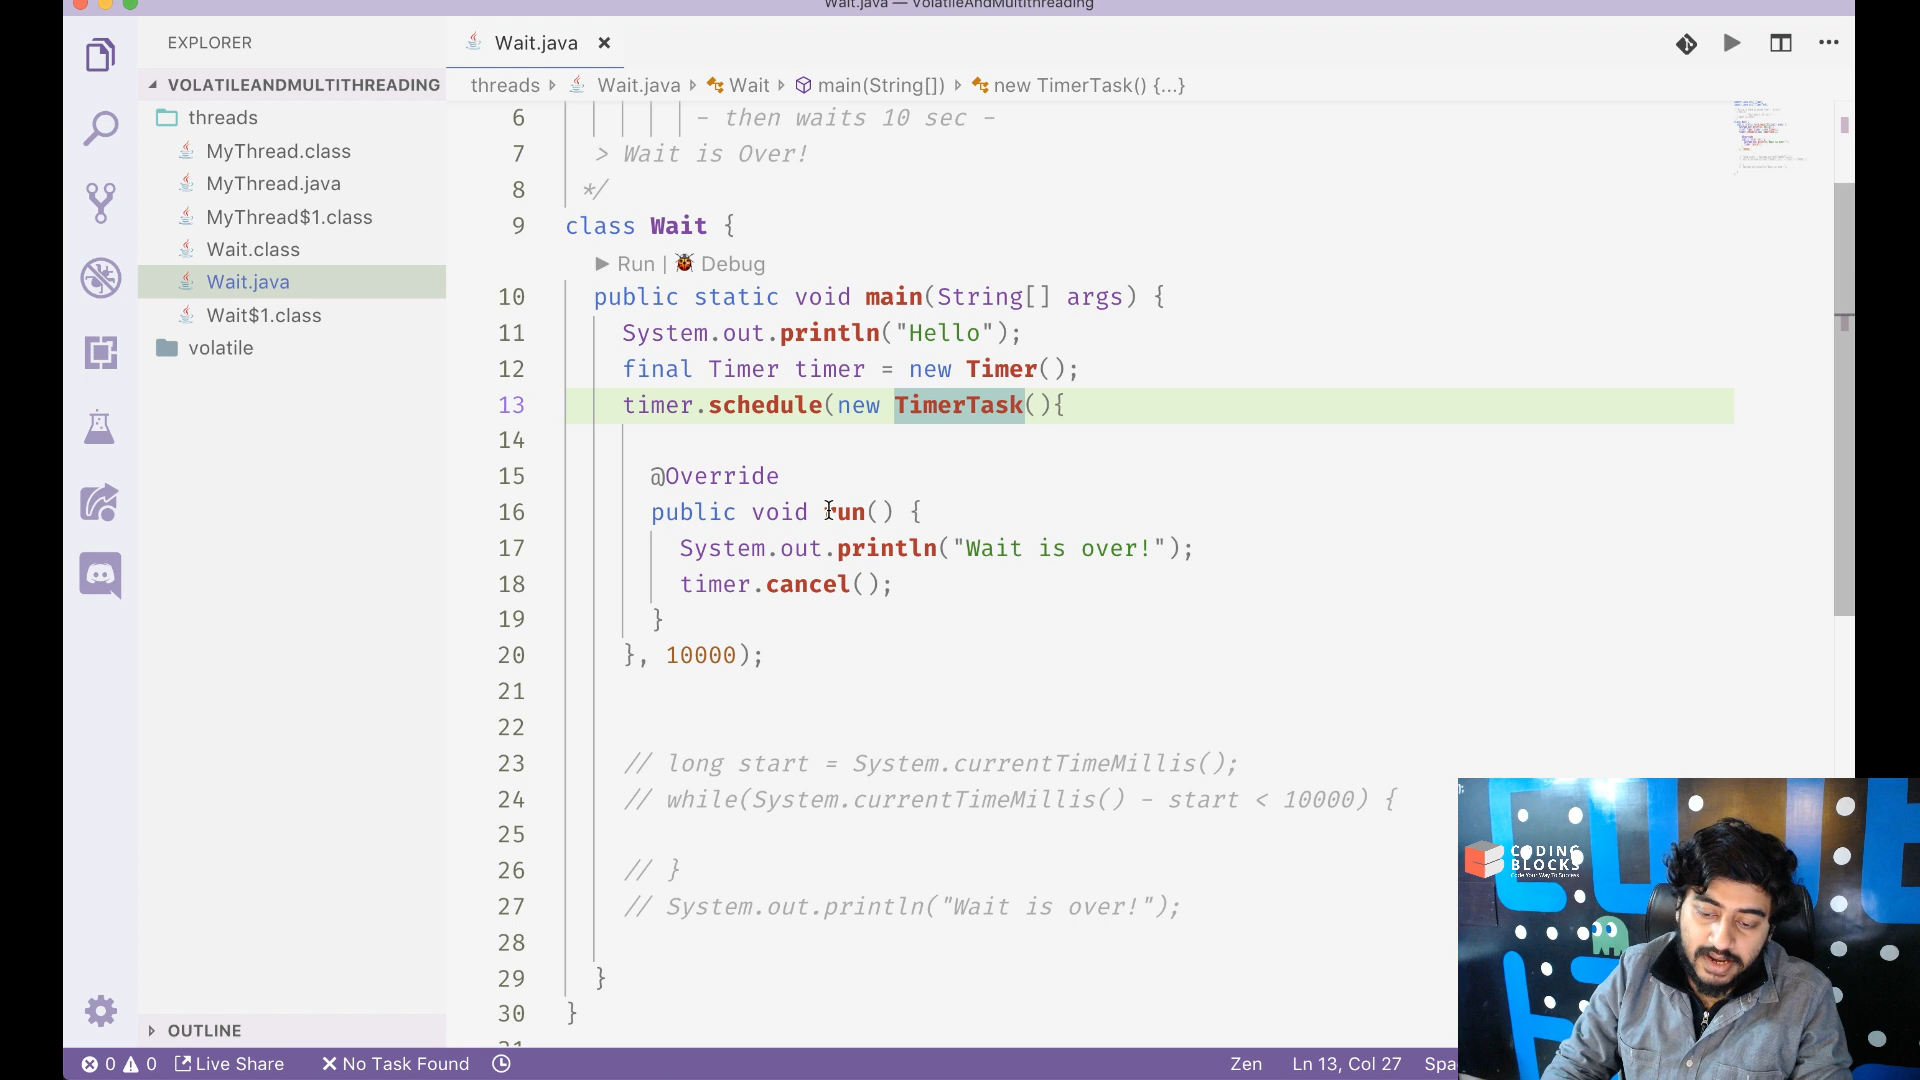 Wait.java — VolatileAndMultithreading
EXPLORER
Wait.java ×
VOLATILEANDMULTITHREADING
threads
MyThread.class
MyThread.java
MyThread$1.class
Wait.class
Wait.java
Wait$1.class
volatile
OUTLINE
threads Wait.java Wait main(String[]) new TimerTask() {...}
6 - then waits 10 sec -
7 > Wait is Over!
8 */
9 class Wait {
Run | Debug
10 public static void main(String[] args) {
11 System.out.println("Hello");
12 final Timer timer = new Timer();
13 timer.schedule(new TimerTask(){
14
15 @Override
16 public void run() {
17 System.out.println("Wait is over!");
18 timer.cancel();
19 }
20 }, 10000);
21
22
23 // long start = System.currentTimeMillis();
24 // while(System.currentTimeMillis() - start < 10000) {
25
26 // }
27 // System.out.println("Wait is over!");
28
29 }
30 }
CODING
BLOCKS
Code Your Way To Success
0 0 Live Share No Task Found
Zen Ln 13, Col 27 Spa